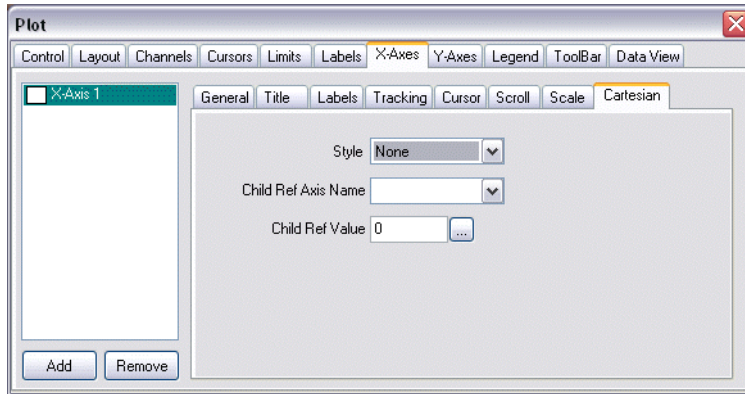 Plot
Control Layout Channels Cursors Limits Labels X-Axes Y-Axes Legend ToolBar Data View
X-Axis 1
General Title Labels Tracking Cursor Scroll Scale Cartesian
Style None
Child Ref Axis Name
Child Ref Value 0 ...
Add Remove